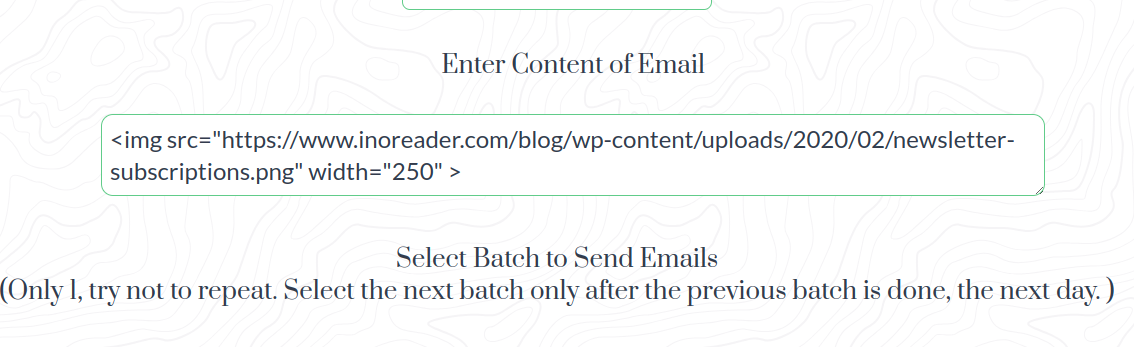 Enter Content of Email
<img src="https://www.inoreader.com/blog/wp-content/uploads/2020/02/newsletter-
subscriptions.png" width="250" >
Select Batch to Send Emails
(Only 1, try not to repeat. Select the next batch only after the previous batch is done, the next day. )